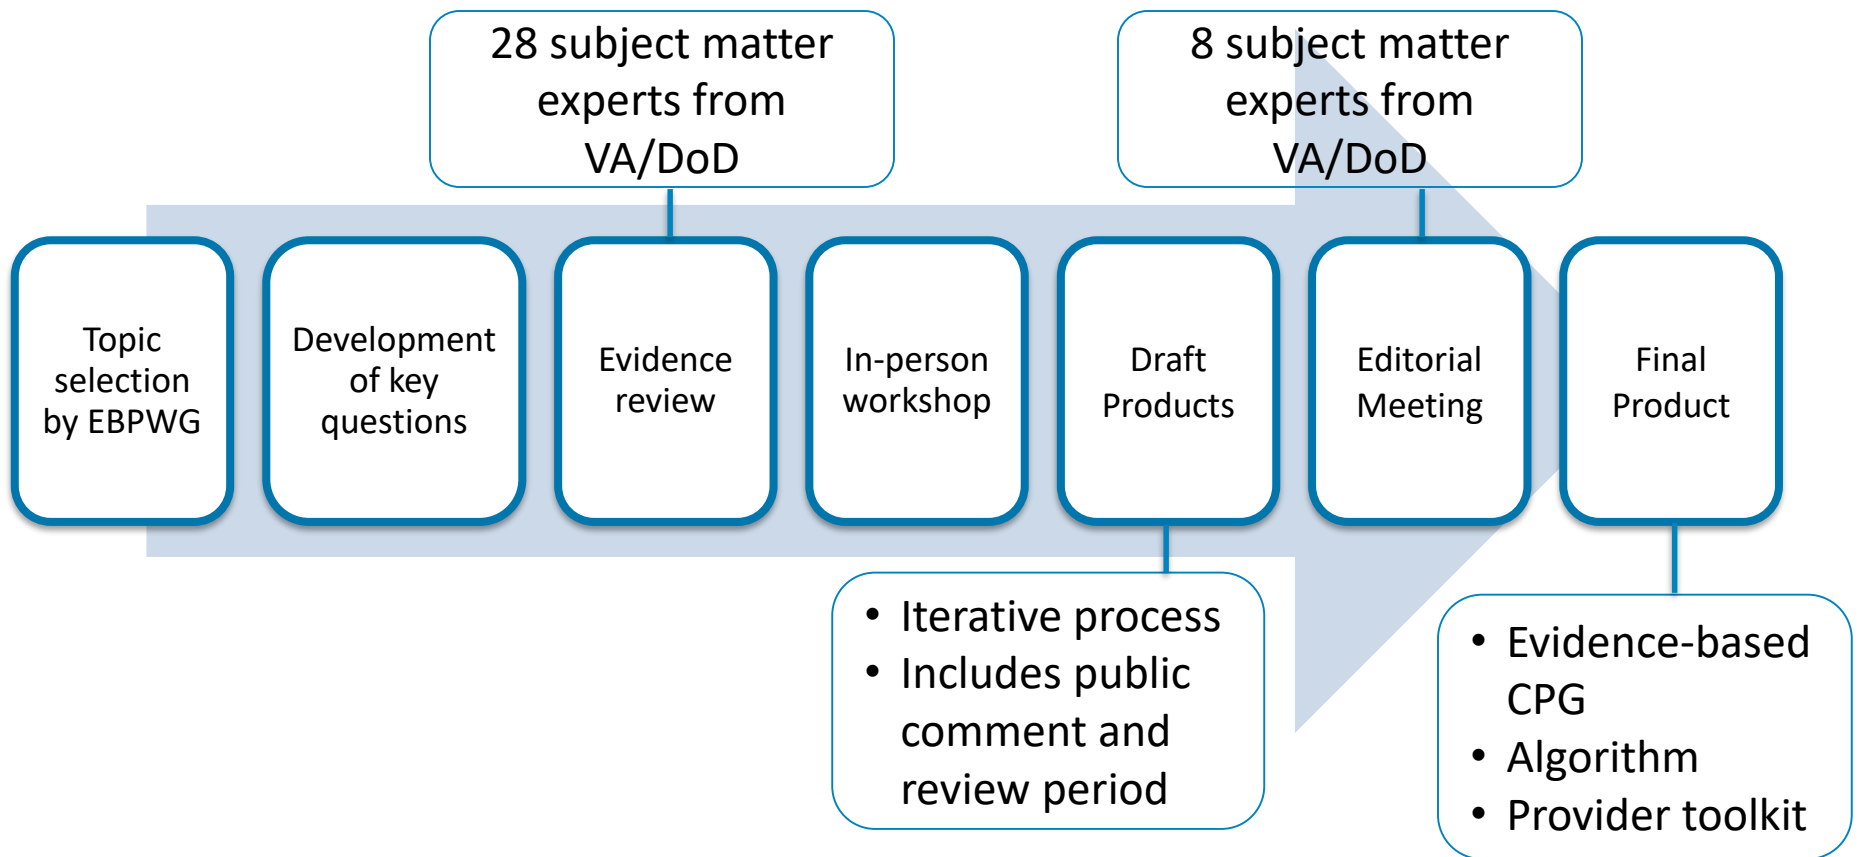 28 subject matter
experts from
VA/DoD
8 subject matter
experts from
VA/DoD
Topic
selection
by EBPWG
Development
of key
questions
Evidence
review
In-person
workshop
Draft
Products
Editorial
Meeting
Final
Product
• Iterative process
• Includes public
comment and
review period
• Evidence-based
CPG
• Algorithm
• Provider toolkit